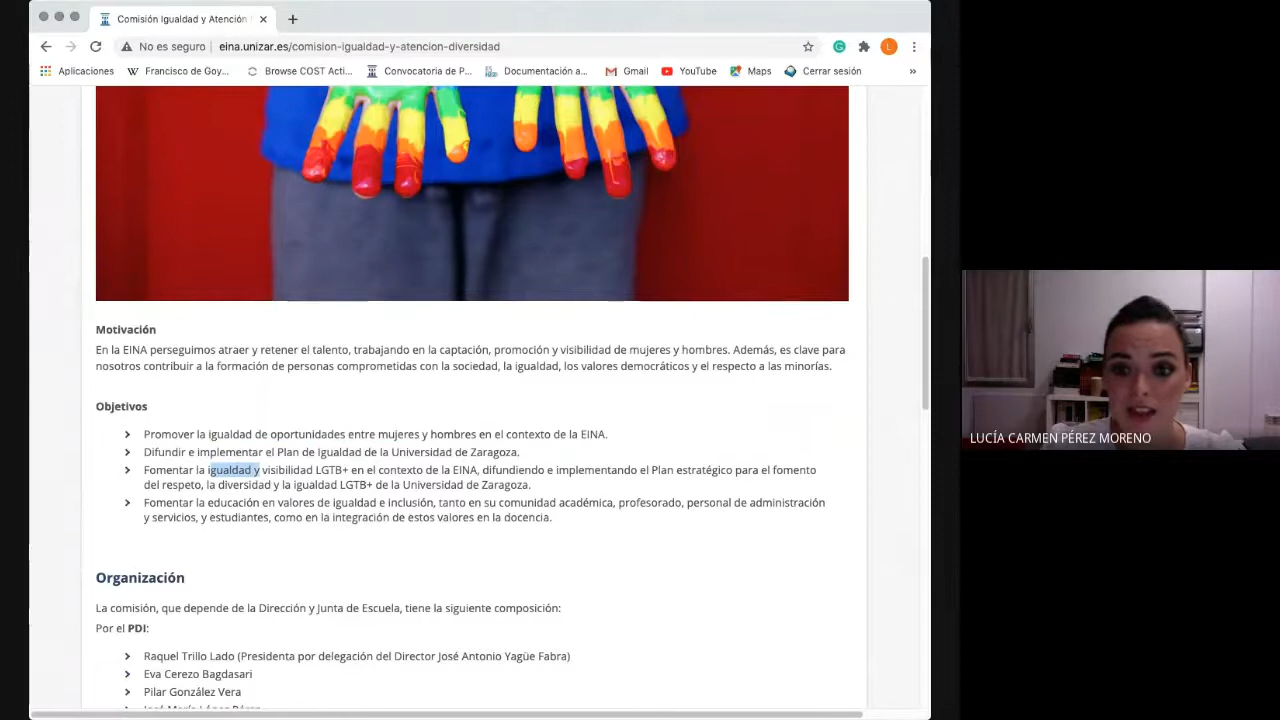 Comisión Igualdad y Atención
No es seguro
eina.unizar.es/comision-igualdad-y-atencion-diversidad
L
Aplicaciones
Francisco de Goy...
Browse COST Acti...
Convocatoria de P...
Documentación a...
Gmail
YouTube
Maps
Cerrar sesión
»
Motivación
En la EINA perseguimos atraer y retener el talento, trabajando en la captación, promoción y visibilidad de mujeres y hombres. Además, es clave para
nosotros contribuir a la formación de personas comprometidas con la sociedad, la igualdad, los valores democráticos y el respeto a las minorías.
Objetivos
Promover la igualdad de oportunidades entre mujeres y hombres en el contexto de la EINA.
Difundir e implementar el Plan de Igualdad de la Universidad de Zaragoza.
Fomentar la igualdad y visibilidad LGTB+ en el contexto de la EINA, difundiendo e implementando el Plan estratégico para el fomento
del respeto, la diversidad y la igualdad LGTB+ de la Universidad de Zaragoza.
Fomentar la educación en valores de igualdad e inclusión, tanto en su comunidad académica, profesorado, personal de administración
y servicios, y estudiantes, como en la integración de estos valores en la docencia.
LUCÍA CARMEN PÉREZ MORENO
Organización
La comisión, que depende de la Dirección y Junta de Escuela, tiene la siguiente composición:
Por el PDI:
Raquel Trillo Lado (Presidenta por delegación del Director José Antonio Yagüe Fabra)
Eva Cerezo Bagdasari
Pilar González Vera